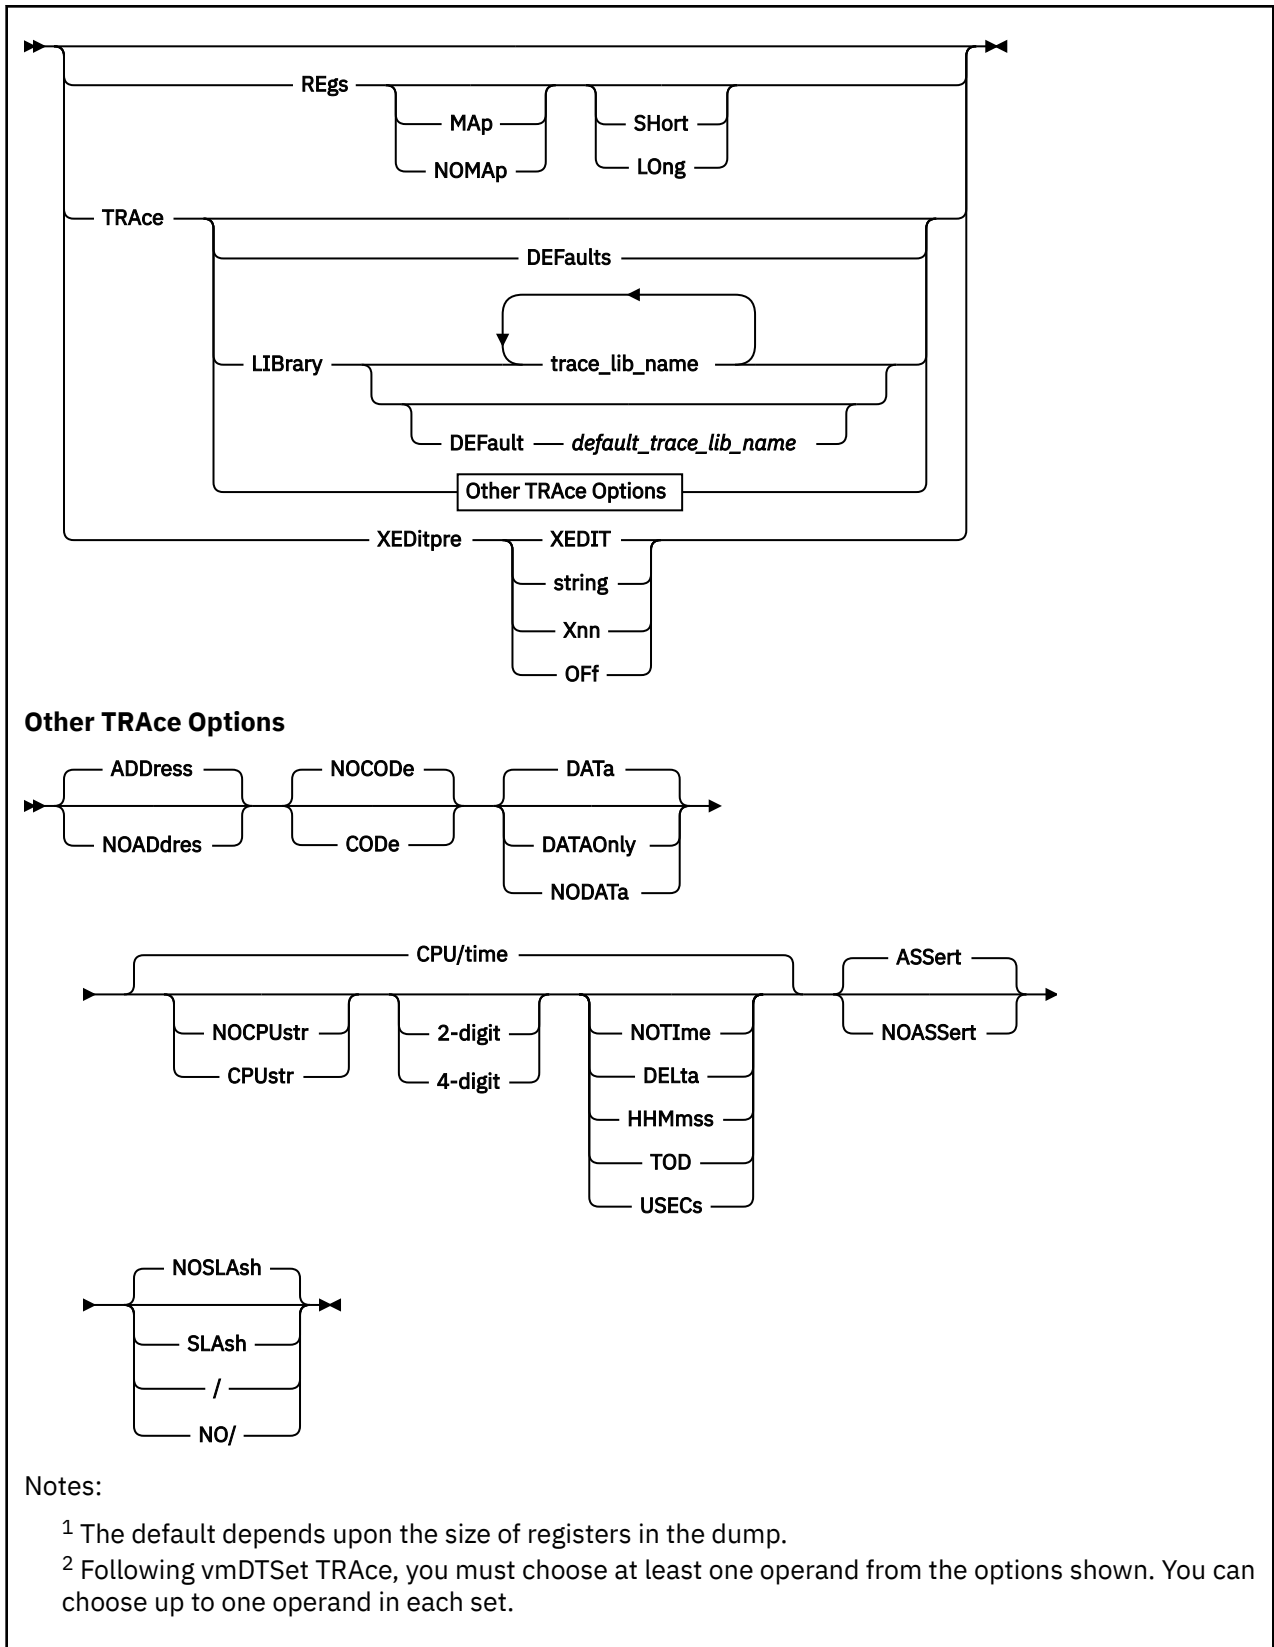 REgs
MAp SHort
NOMAp LOng
TRAce
DEFaults
LIBrary trace_lib_name
DEFault default_trace_lib_name
Other TRAce Options
XEDitpre XEDIT
string
Xnn
OFf
Other TRAce Options
ADDress NOCODe DATa
NOADdres CODe DATAOnly
NODATa
CPU/time ASSert
NOCPUstr 2-digit NOTIme NOASSert
CPUstr 4-digit DELta
HHMmss
TOD
USECs
NOSLAsh
SLAsh
/
NO/
Notes:
1 The default depends upon the size of registers in the dump.
2 Following vmDTSet TRAce, you must choose at least one operand from the options shown. You can
choose up to one operand in each set.